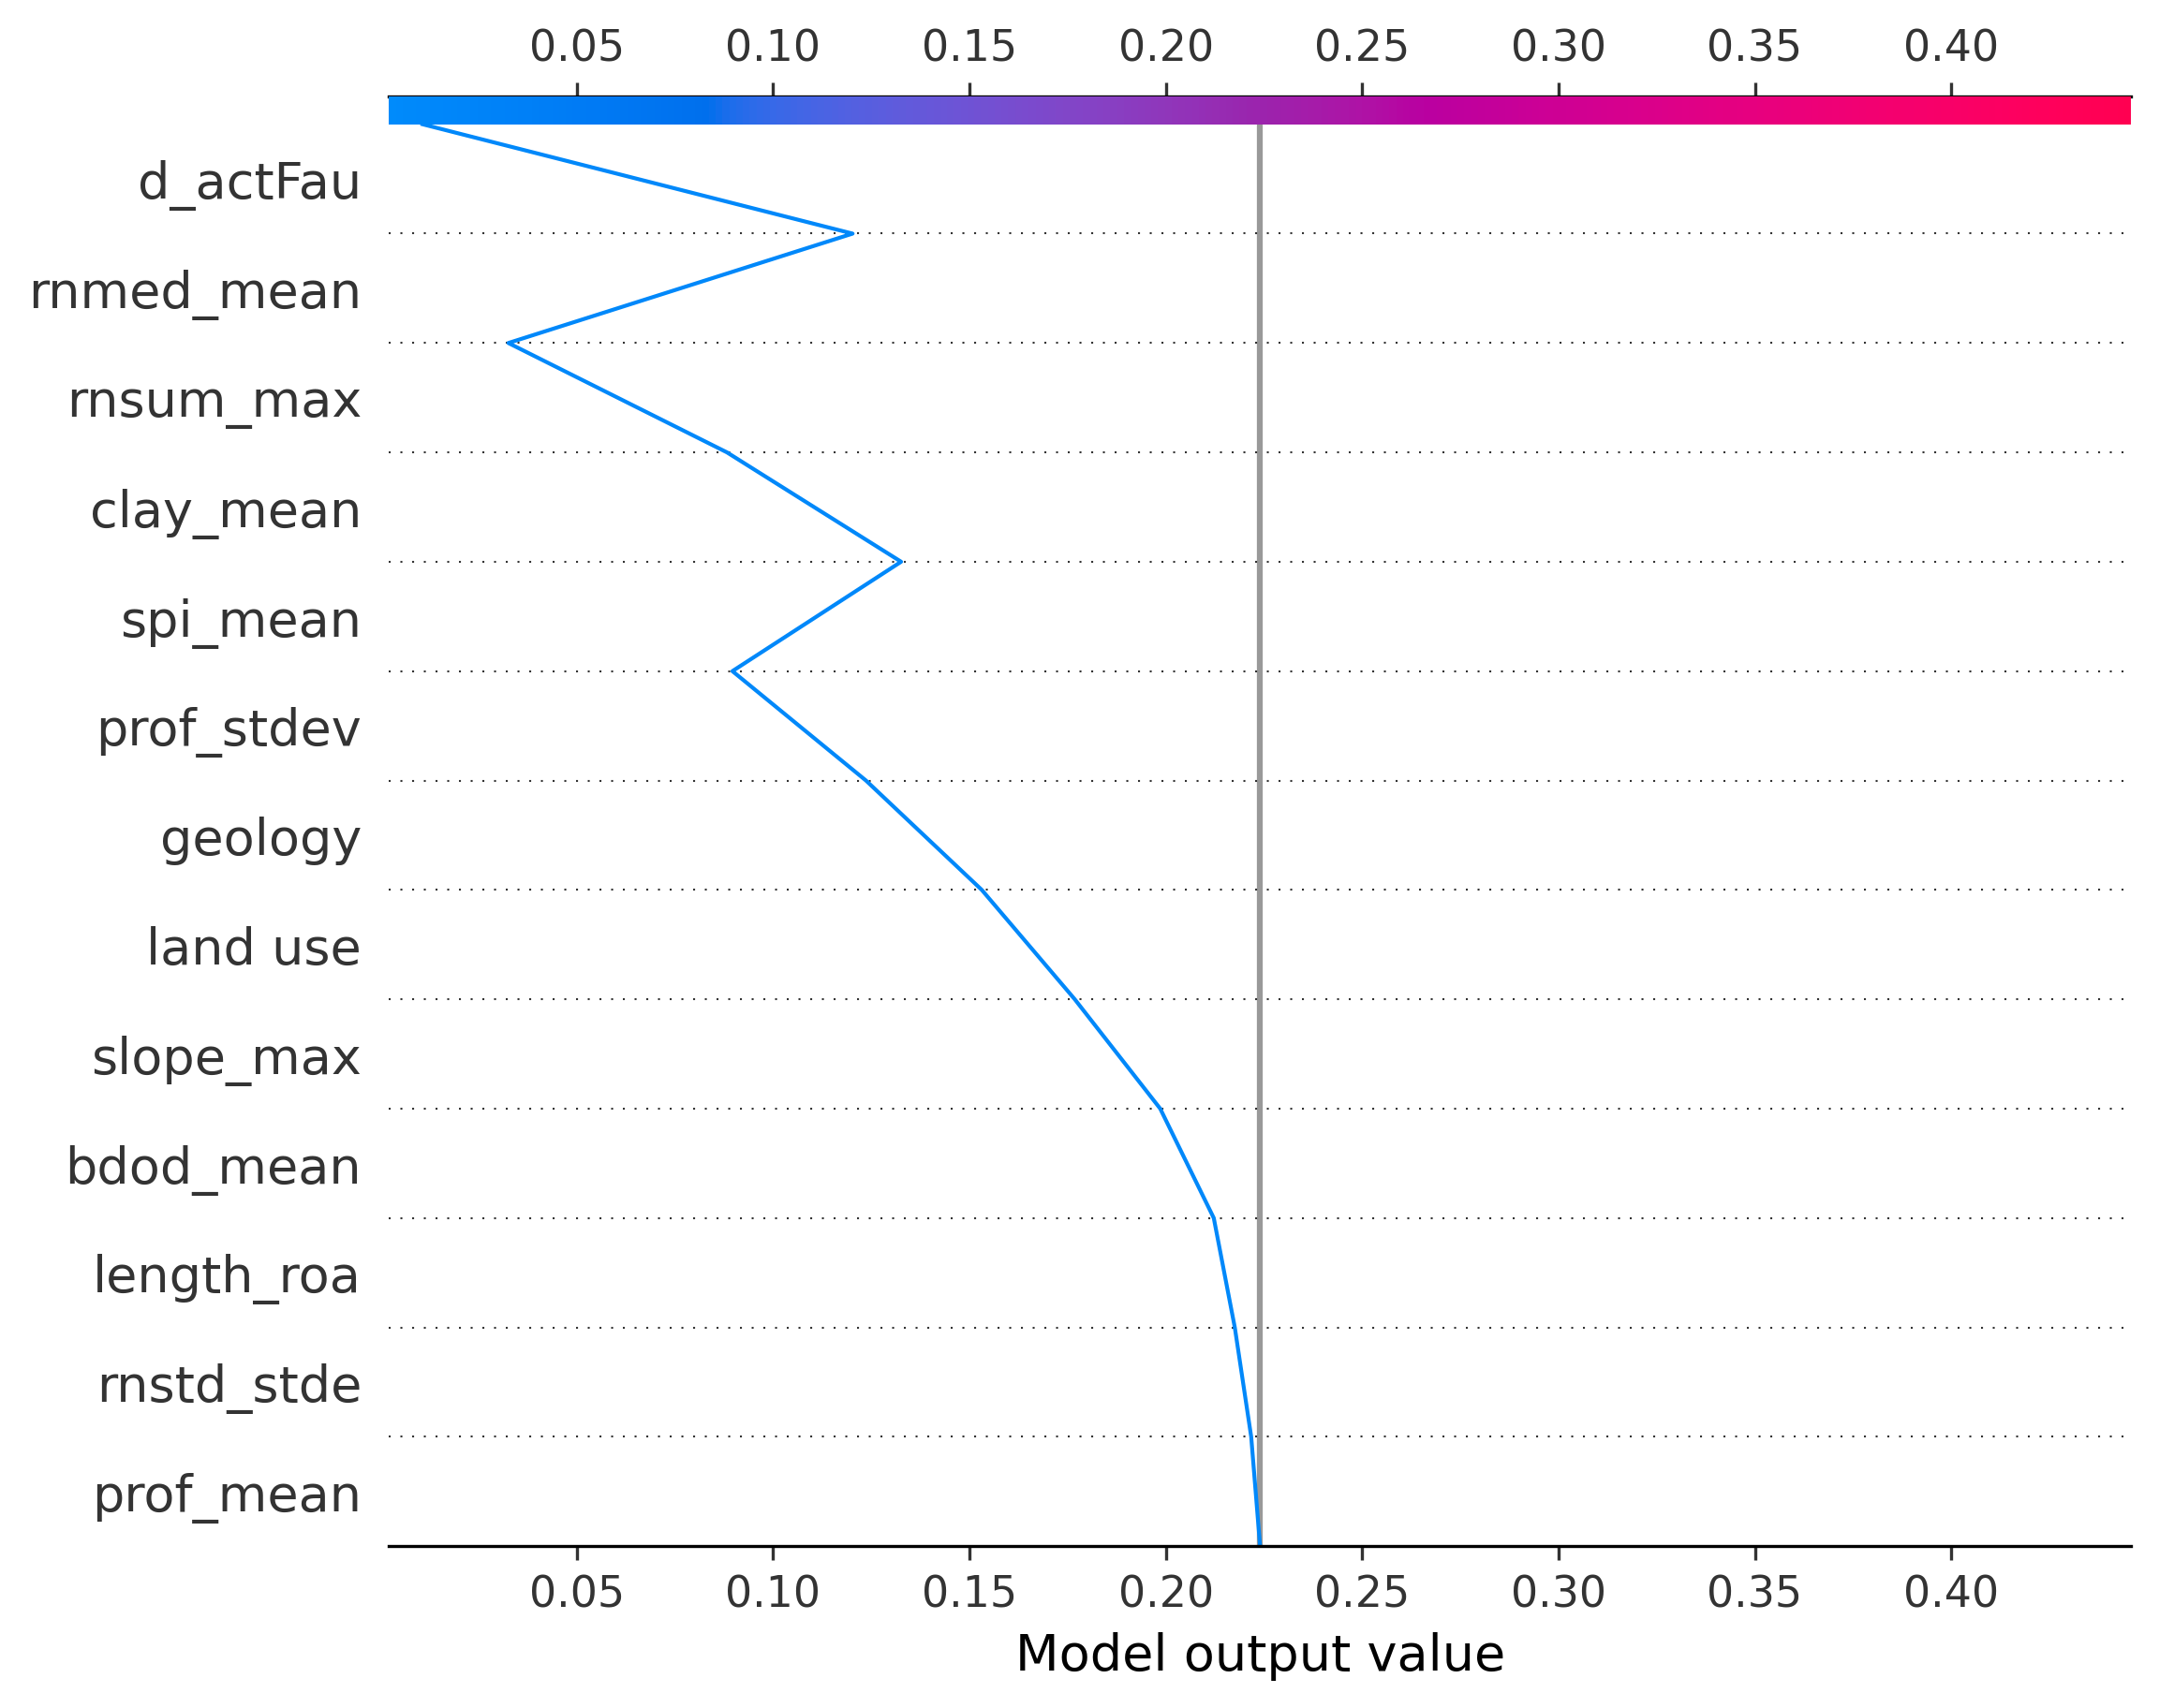 0.05 0.10 0.15 0.20 0.25 0.30 0.35 0.40
d_actFau
rnmed_mean
rnsum_max
clay_mean
spi_mean
prof_stdev
geology
land use
slope_max
bdod_mean
length_roa
rnstd_stde
prof_mean
0.05 0.10 0.15 0.20 0.25 0.30 0.35 0.40
Model output value